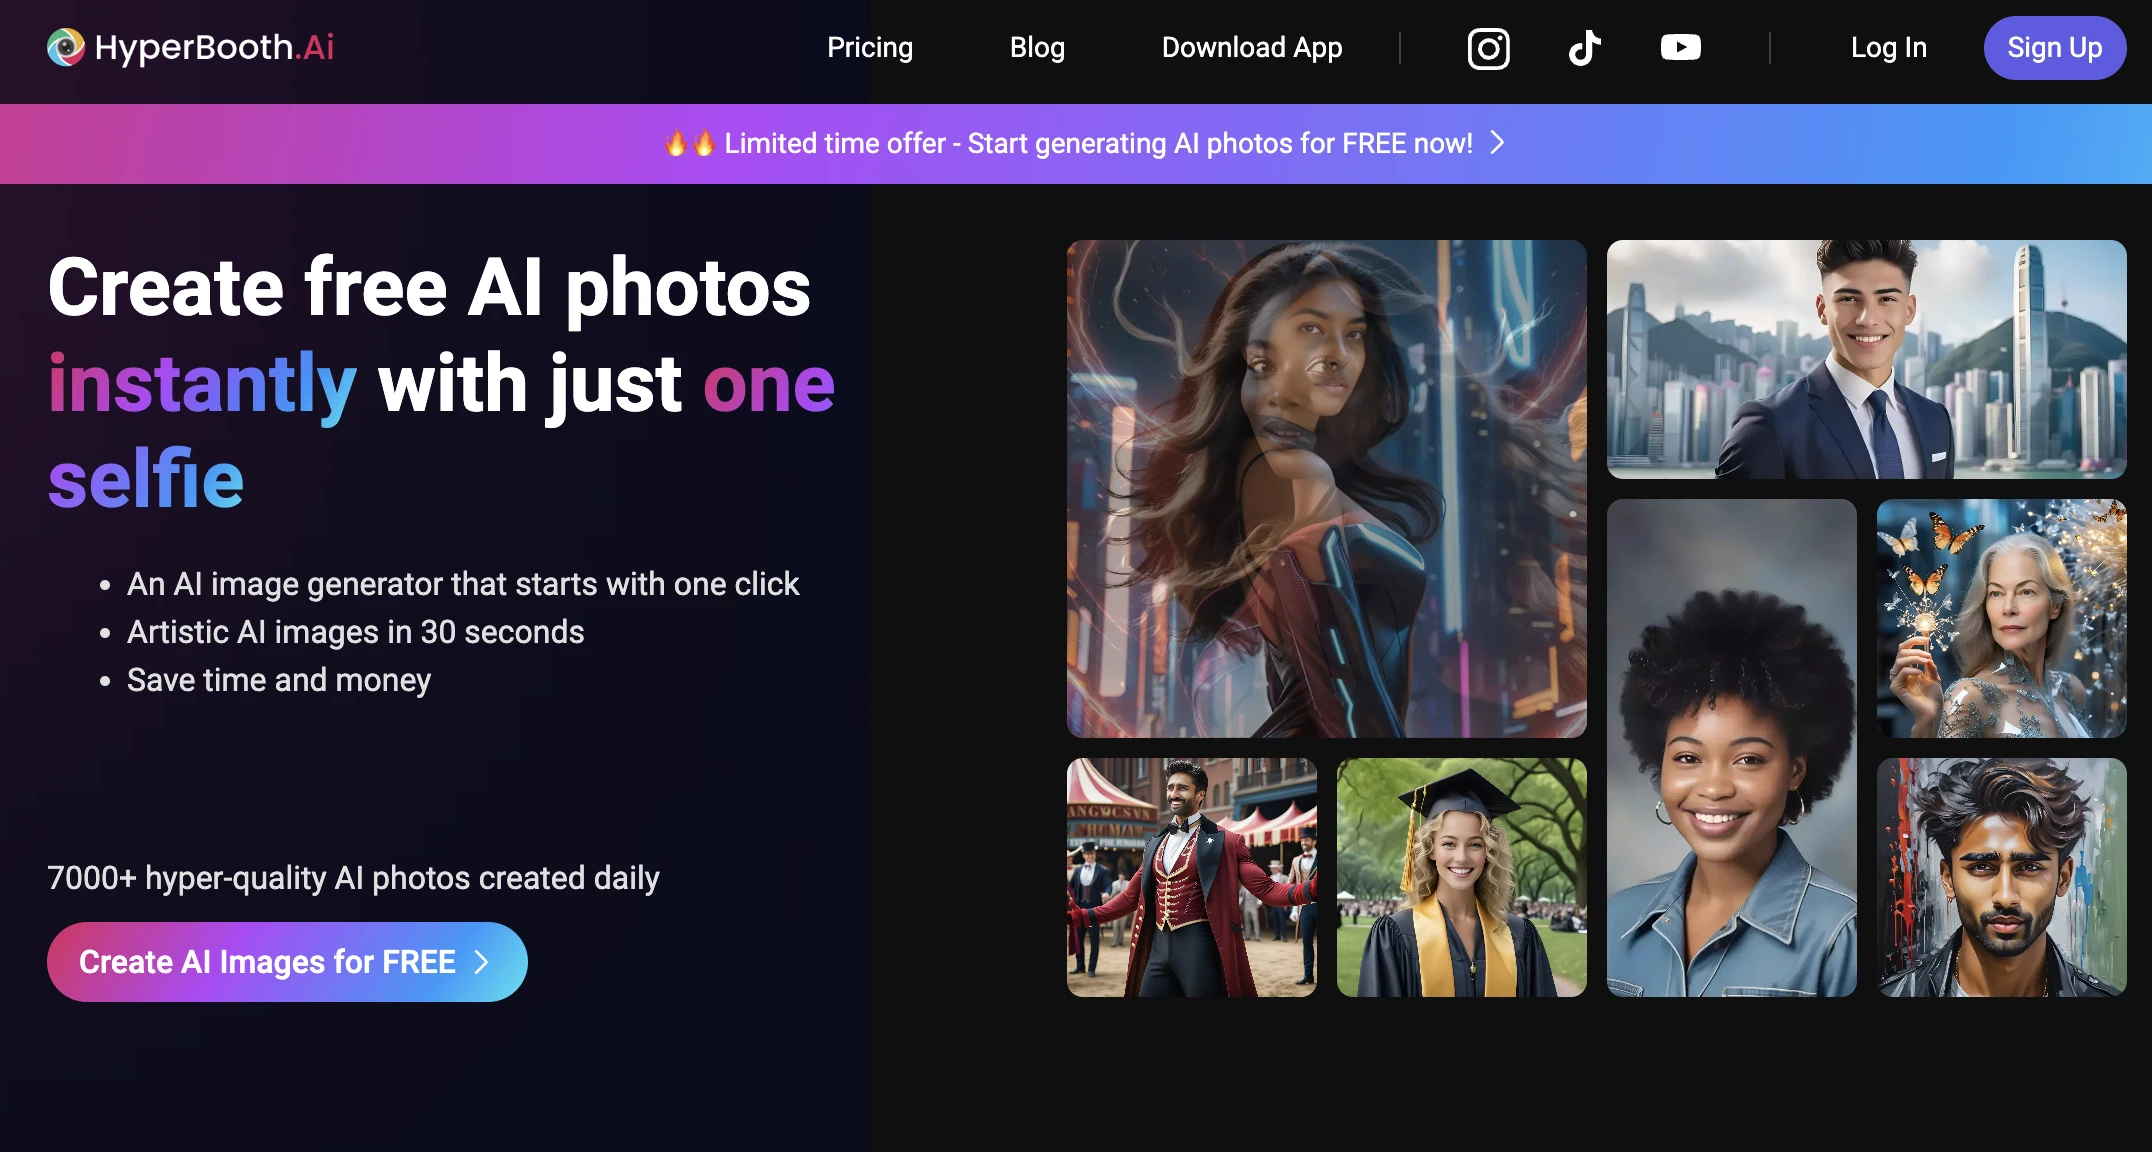 HyperBooth.Ai
Pricing
Blog
Download App
Log In
Sign Up
🔥🔥 Limited time offer - Start generating AI photos for FREE now!
Create free AI photos
instantly with just one
selfie
• An AI image generator that starts with one click
• Artistic AI images in 30 seconds
• Save time and money
7000+ hyper-quality AI photos created daily
Create AI Images for FREE